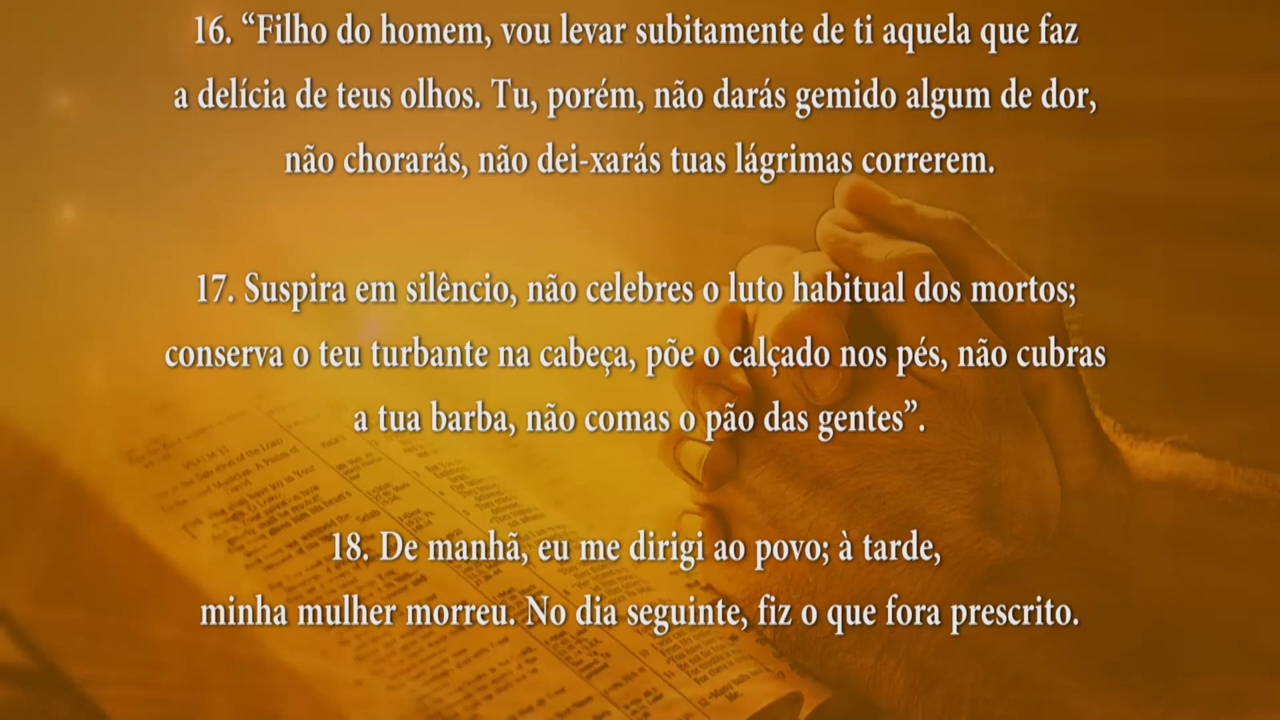 16. “Filho do homem, vou levar subitamente de ti aquela que faz
a delícia de teus olhos. Tu, porém, não darás gemido algum de dor,
não chorarás, não dei-xarás tuas lágrimas correrem.
17. Suspira em silêncio, não celebres o luto habitual dos mortos;
conserva o teu turbante na cabeça, põe o calçado nos pés, não cubras
a tua barba, não comas o pão das gentes”.
18. De manhã, eu me dirigi ao povo; à tarde,
minha mulher morreu. No dia seguinte, fiz o que fora prescrito.